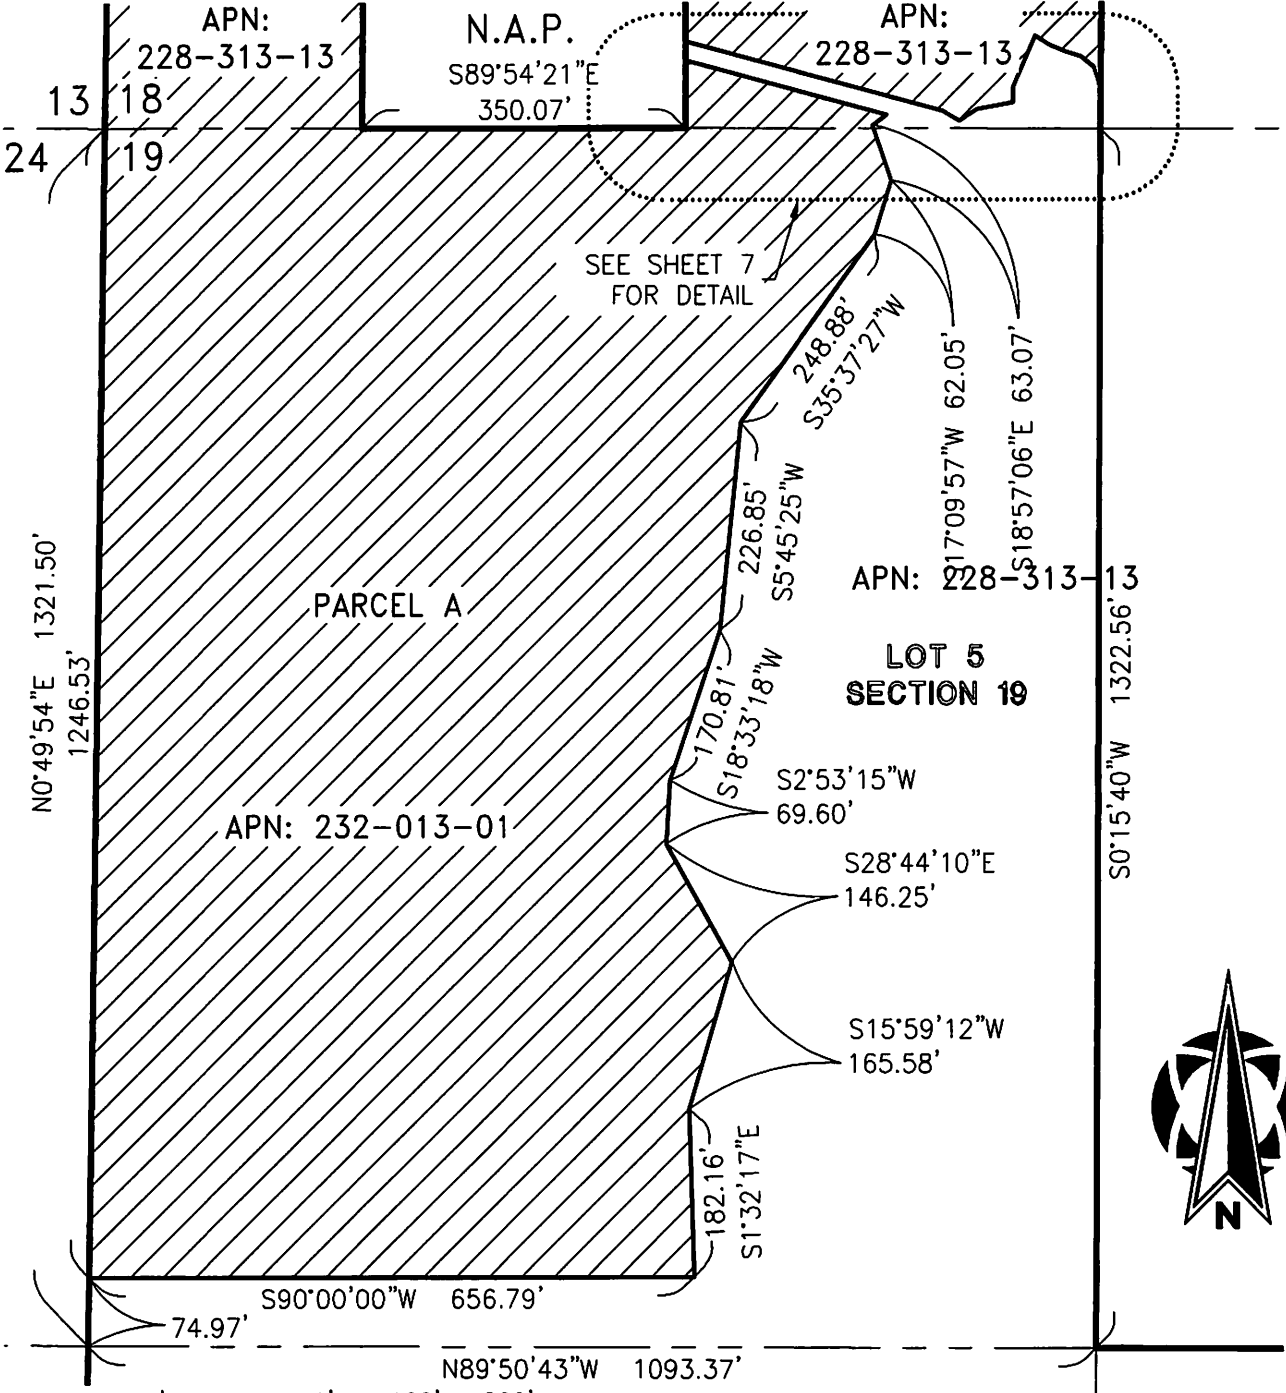 APN:
228-313-13
N.A.P.
S89°54'21"E
350.07'
APN:
228-313-13
13
18
24
19
SEE SHEET 7
FOR DETAIL
248.88'
S35°37'27"W
S17°09'57"W 62.05'
S18°57'06"E 63.07'
226.85'
S5°45'25"W
APN: 228-313-13
PARCEL A
N0°49'54"E 1321.50'
1246.53'
LOT 5
SECTION 19
S0°15'40"W 1322.56'
170.81'
S18°33'18"W
S2°53'15"W
69.60'
APN: 232-013-01
S28°44'10"E
146.25'
S15°59'12"W
165.58'
182.16'
S1°32'17"E
N
S90°00'00"W 656.79'
74.97'
N89°50'43"W 1093.37'